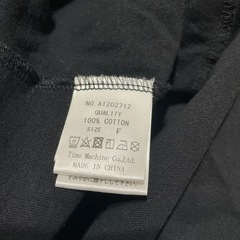 NO. A1202712
QUALITY
100% COTTON
SIZE F
Time Machine Co.,Ltd.
MADE IN CHINA